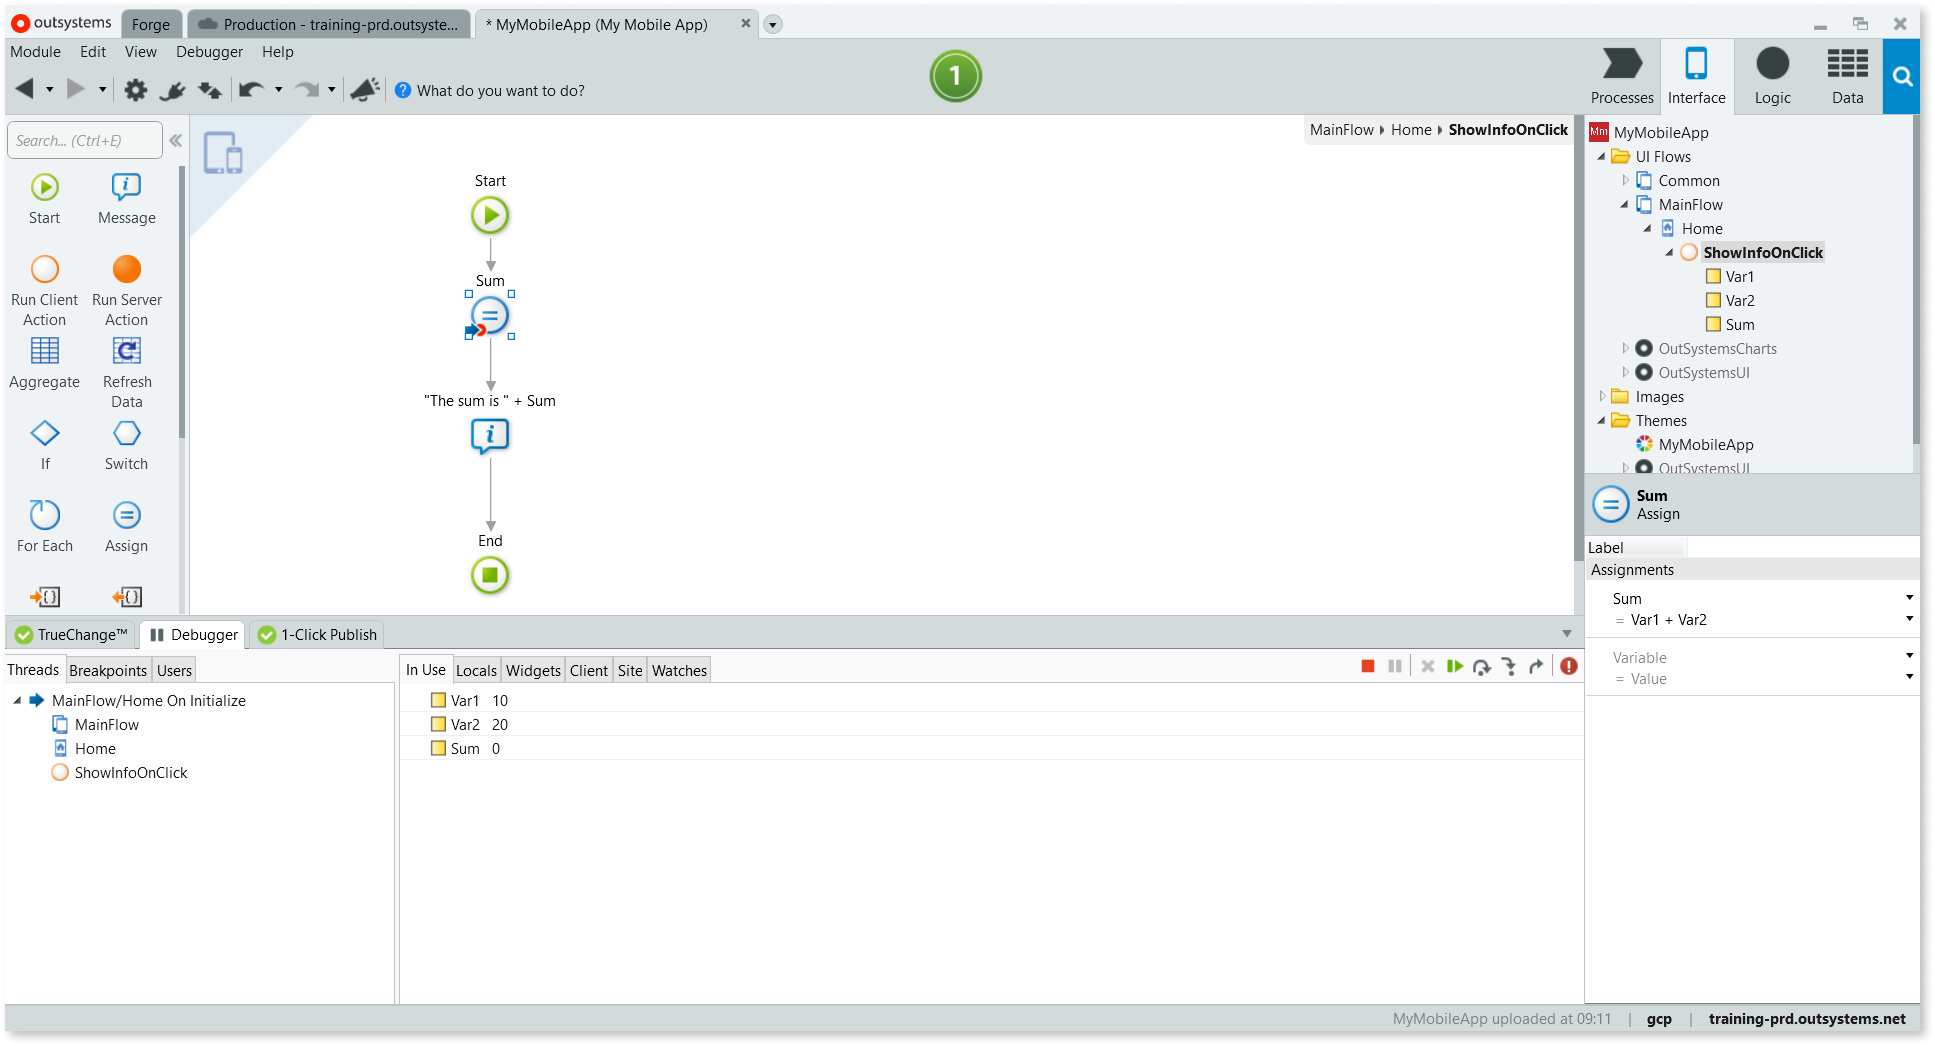 outsystems
Forge
Production - training-prd.outsyste...
* MyMobileApp (My Mobile App)
Module Edit View Debugger Help
What do you want to do?
1
Processes
Interface
Logic
Data
Search... (Ctrl+E)
Start
Message
Run Client Action
Run Server Action
Aggregate
Refresh Data
If
Switch
For Each
Assign
MainFlow Home ShowInfoOnClick
Start
Sum
"The sum is " + Sum
End
Mm MyMobileApp
UI Flows
Common
MainFlow
Home
ShowInfoOnClick
Var1
Var2
Sum
OutSystemsCharts
OutSystemsUI
Images
Themes
MyMobileApp
OutSystemsUI
Sum
Assign
Label
Assignments
Sum
= Var1 + Var2
Variable
= Value
TrueChange™
Debugger
1-Click Publish
Threads Breakpoints Users
MainFlow/Home On Initialize
MainFlow
Home
ShowInfoOnClick
In Use Locals Widgets Client Site Watches
Var1 10
Var2 20
Sum 0
MyMobileApp uploaded at 09:11 | gcp | training-prd.outsystems.net